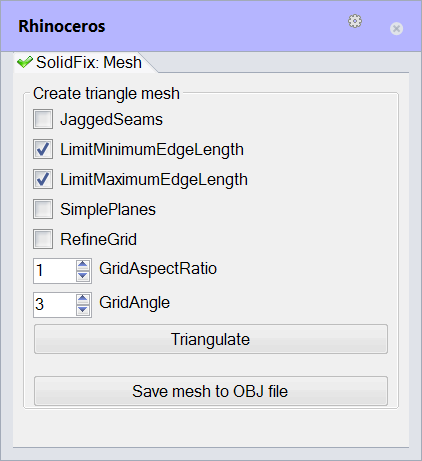 Rhinoceros
SolidFix: Mesh
Create triangle mesh
JaggedSeams
LimitMinimumEdgeLength
LimitMaximumEdgeLength
SimplePlanes
RefineGrid
1 GridAspectRatio
3 GridAngle
Triangulate
Save mesh to OBJ file